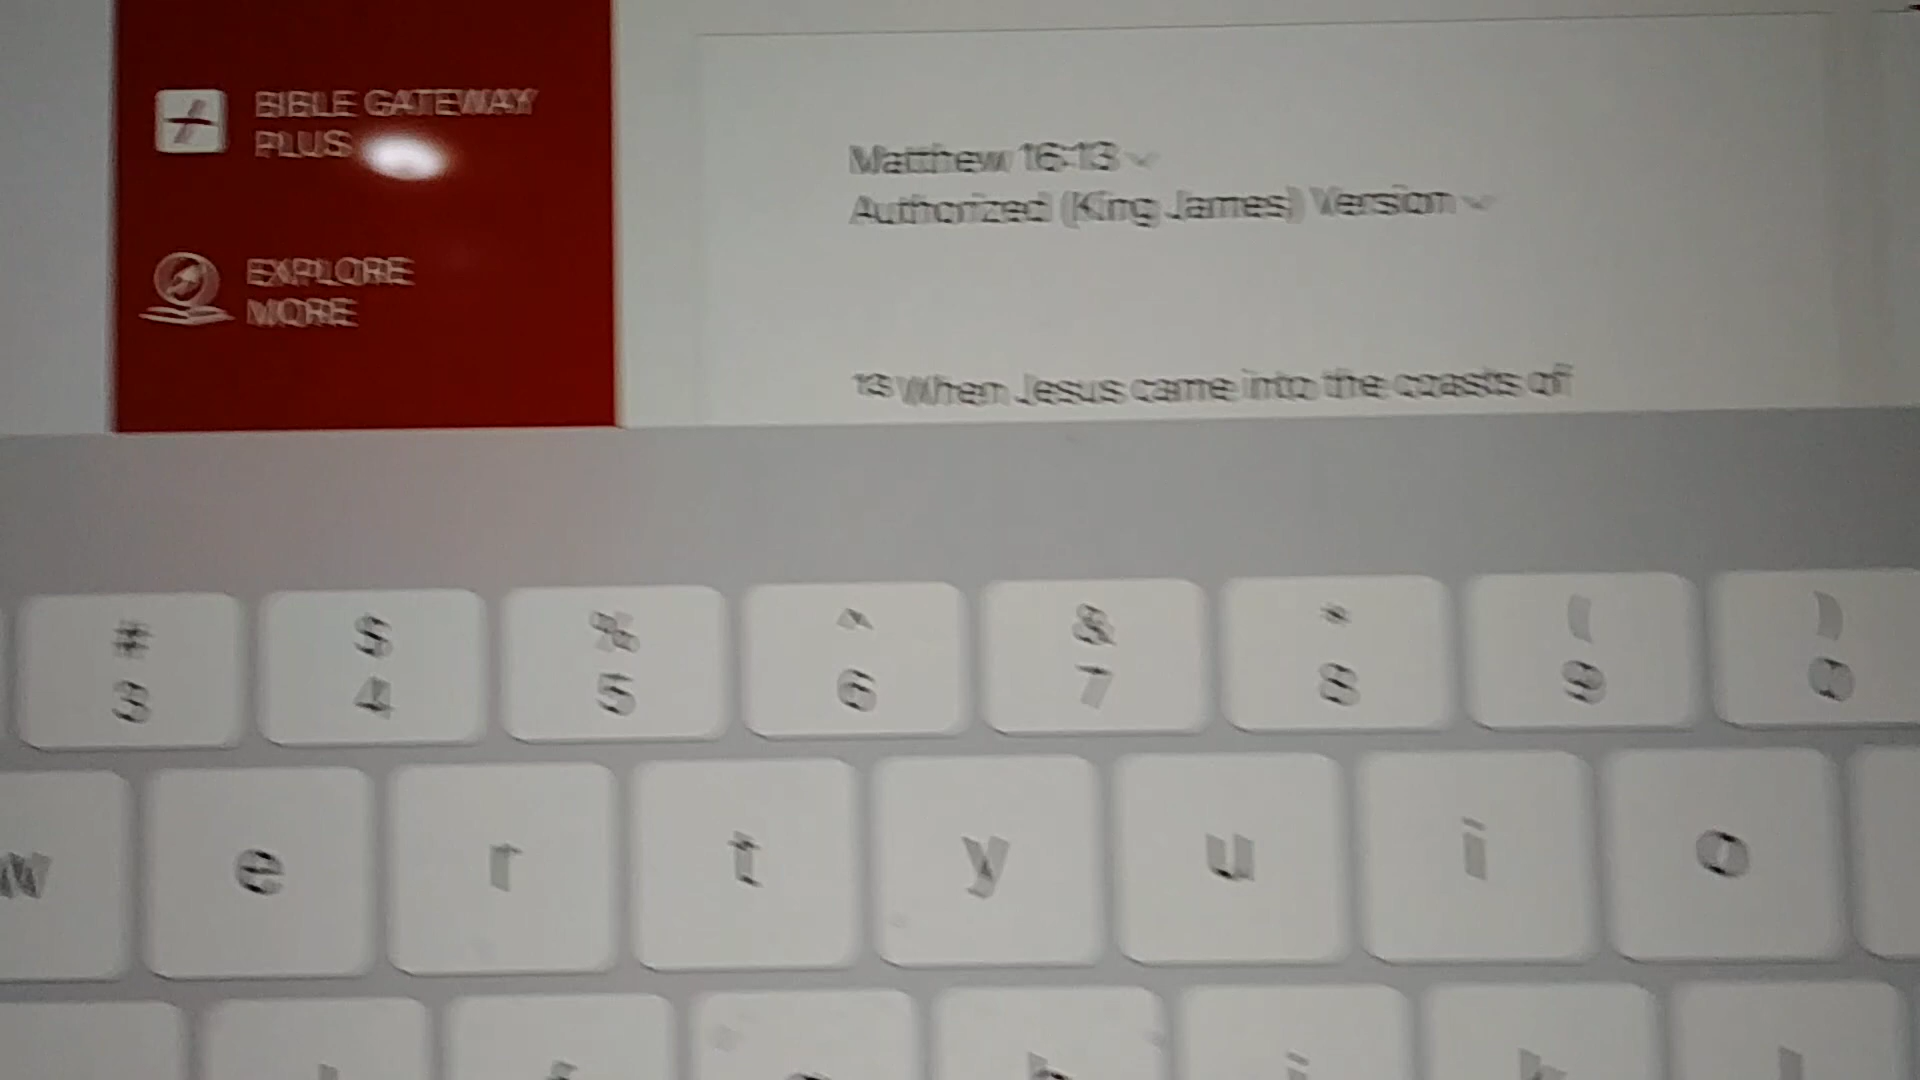 BIBLE GATEWAY
PLUS
EXPLORE
MORE
Matthew 16:13
Authorized (King James) Version
13 When Jesus came into the coasts of
# $ % ^ & * ( )
3 4 5 6 7 8 9 0
w e r t y u i o